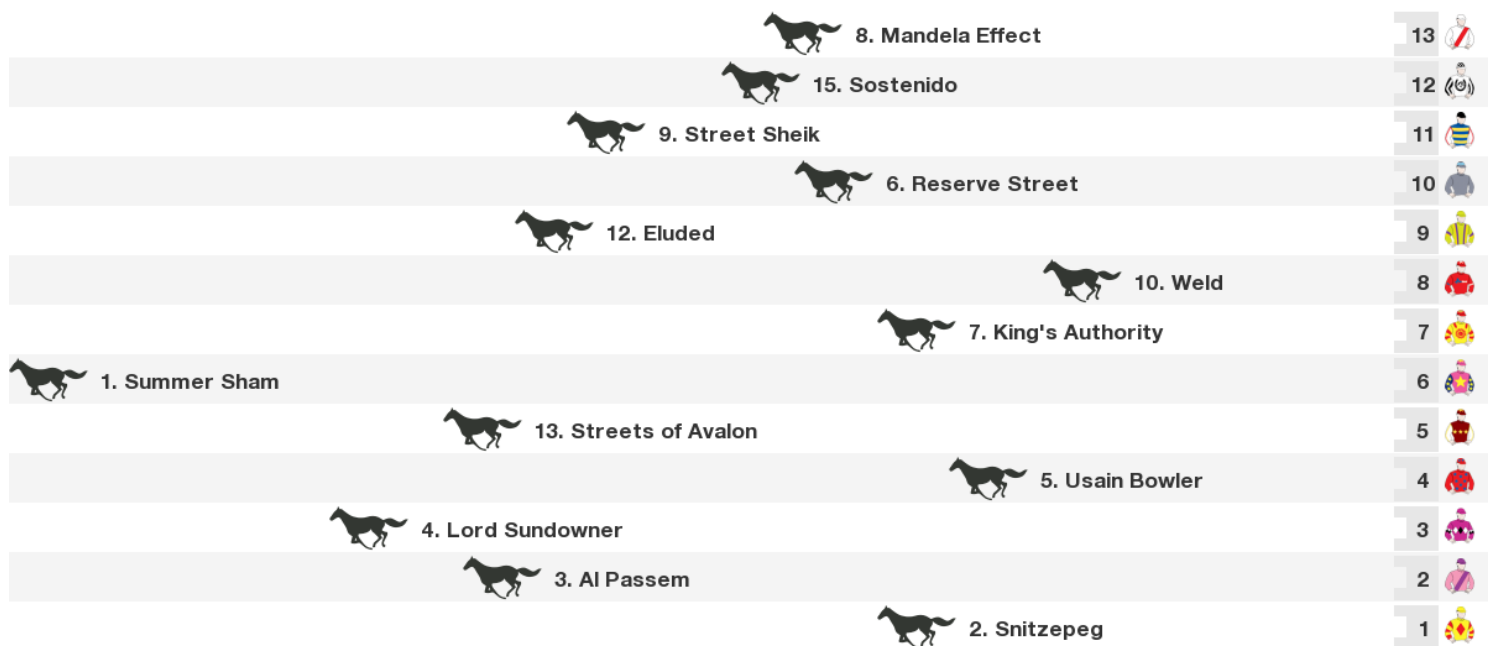 8. Mandela Effect 13
15. Sostenido 12
9. Street Sheik 11
6. Reserve Street 10
12. Eluded 9
10. Weld 8
7. King's Authority 7
1. Summer Sham 6
13. Streets of Avalon 5
5. Usain Bowler 4
4. Lord Sundowner 3
3. Al Passem 2
2. Snitzepeg 1